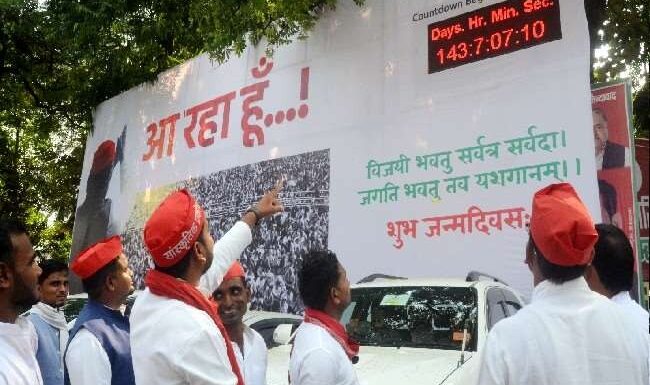 Countdown
Days. Hr. Min. Sec.
143:7:07:10
आ रहा हूँ...!
विजयी भवतु सर्वत्र सर्वदा।
जगति भवतु तव यशगानम्।।
शुभ जन्मदिवस